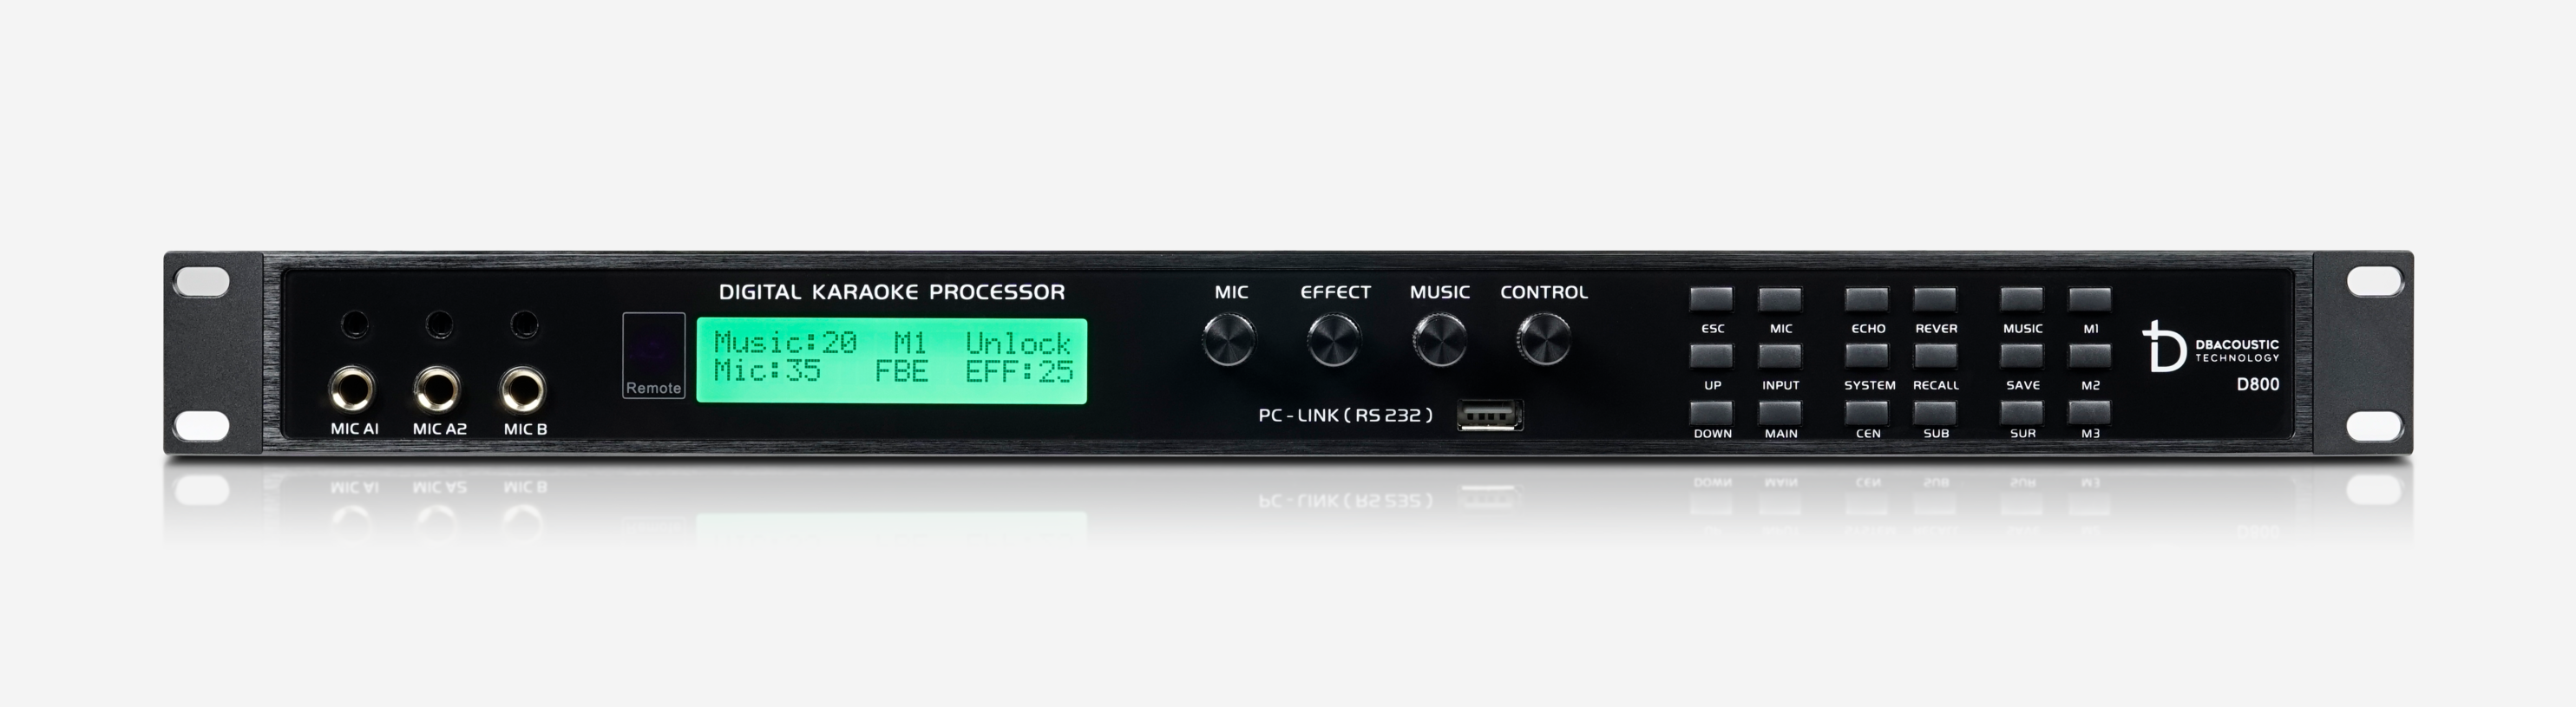 DIGITAL KARAOKE PROCESSOR
Music:20 M1 Unlock
Mic:35 FBE EFF:25
Remote
MIC A1 MIC A2 MIC B
MIC EFFECT MUSIC CONTROL
PC-LINK (RS 232)
ESC MIC ECHO REVER MUSIC M1
UP INPUT SYSTEM RECALL SAVE M2
DOWN MAIN CEN SUB SUR M3
DBACOUSTIC
TECHNOLOGY
D800